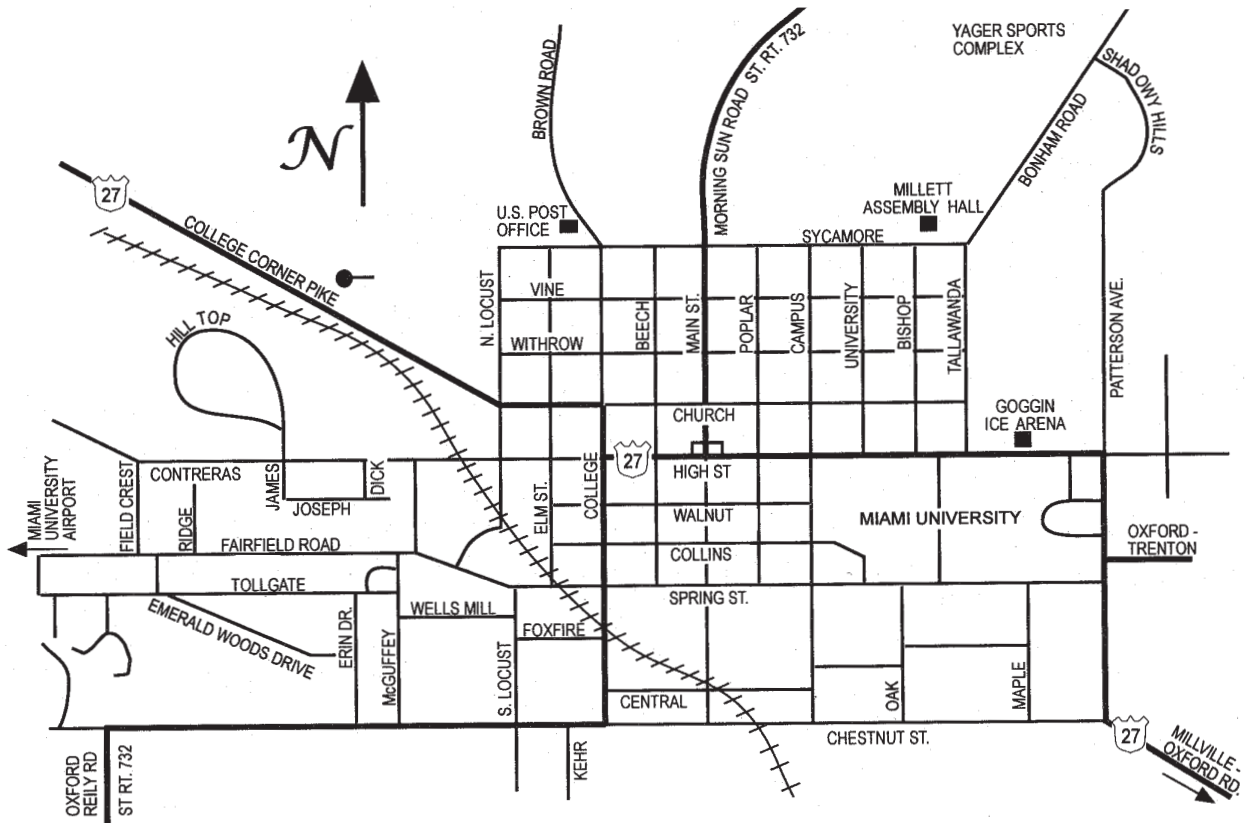 YAGER SPORTS
COMPLEX
SHADOWY HILLS
BROWN ROAD
MORNING SUN ROAD ST. RT. 732
BONHAM ROAD
N
27
MILLETT
ASSEMBLY HALL
U.S. POST
OFFICE
COLLEGE CORNER PIKE
SYCAMORE
N. LOCUST
VINE
BEECH
MAIN ST.
POPLAR
CAMPUS
UNIVERSITY
BISHOP
TALLAWANDA
PATTERSON AVE.
HILL TOP
WITHROW
CHURCH
GOGGIN
ICE ARENA
27
HIGH ST
MIAMI
UNIVERSITY
AIRPORT
FIELD CREST
CONTRERAS
RIDGE
JAMES
JOSEPH
DICK
ELM ST.
COLLEGE
WALNUT
MIAMI UNIVERSITY
OXFORD -
TRENTON
FAIRFIELD ROAD
COLLINS
TOLLGATE
SPRING ST.
EMERALD WOODS DRIVE
ERIN DR.
McGUFFEY
WELLS MILL
FOXFIRE
S. LOCUST
CENTRAL
OAK
MAPLE
CHESTNUT ST.
27
MILLVILLE -
OXFORD RD.
OXFORD
REILY RD
ST RT. 732
KEHR